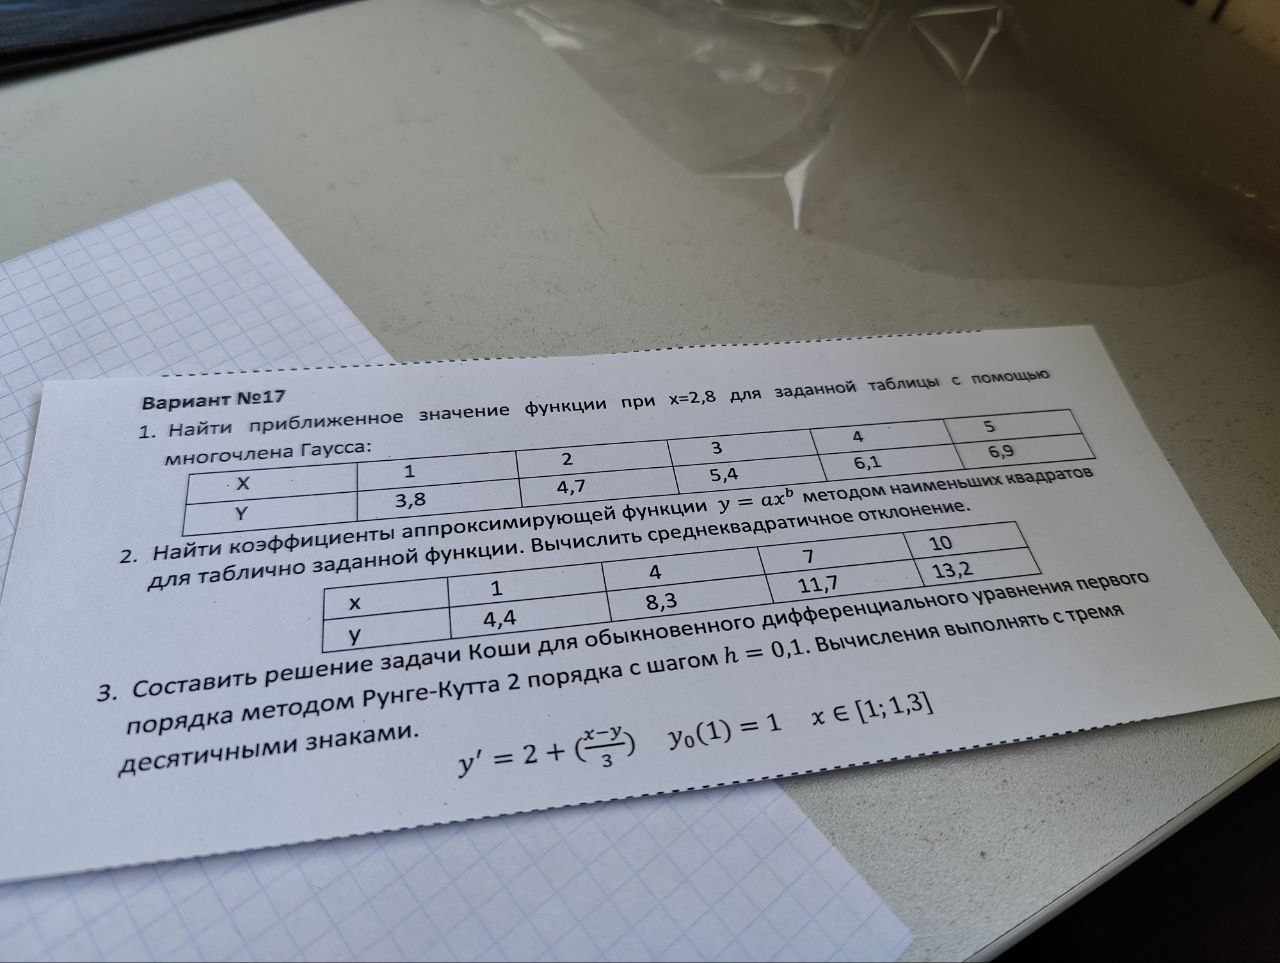 Вариант №17
1. Найти приближенное значение функции при x=2,8 для заданной таблицы с помощью
многочлена Гаусса:
X 1 2 3 4 5
Y 3,8 4,7 5,4 6,1 6,9
2. Найти коэффициенты аппроксимирующей функции y = ax^b методом наименьших квадратов
для таблично заданной функции. Вычислить среднеквадратичное отклонение.
x 1 4 7 10
y 4,4 8,3 11,7 13,2
3. Составить решение задачи Коши для обыкновенного дифференциального уравнения первого
порядка методом Рунге-Кутта 2 порядка с шагом h = 0,1. Вычисления выполнять с тремя
десятичными знаками.
y′ = 2 + ((x−y)/3) y₀(1) = 1 x ∈ [1; 1,3]